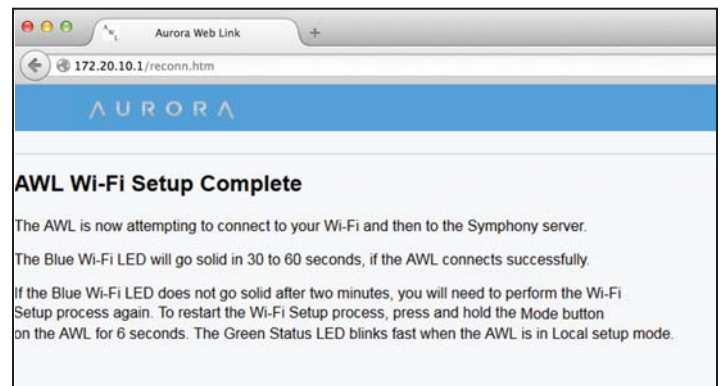 Aurora Web Link
172.20.10.1/reconn.htm
AURORA
AWL Wi-Fi Setup Complete
The AWL is now attempting to connect to your Wi-Fi and then to the Symphony server.
The Blue Wi-Fi LED will go solid in 30 to 60 seconds, if the AWL connects successfully.
If the Blue Wi-Fi LED does not go solid after two minutes, you will need to perform the Wi-Fi
Setup process again. To restart the Wi-Fi Setup process, press and hold the Mode button
on the AWL for 6 seconds. The Green Status LED blinks fast when the AWL is in Local setup mode.